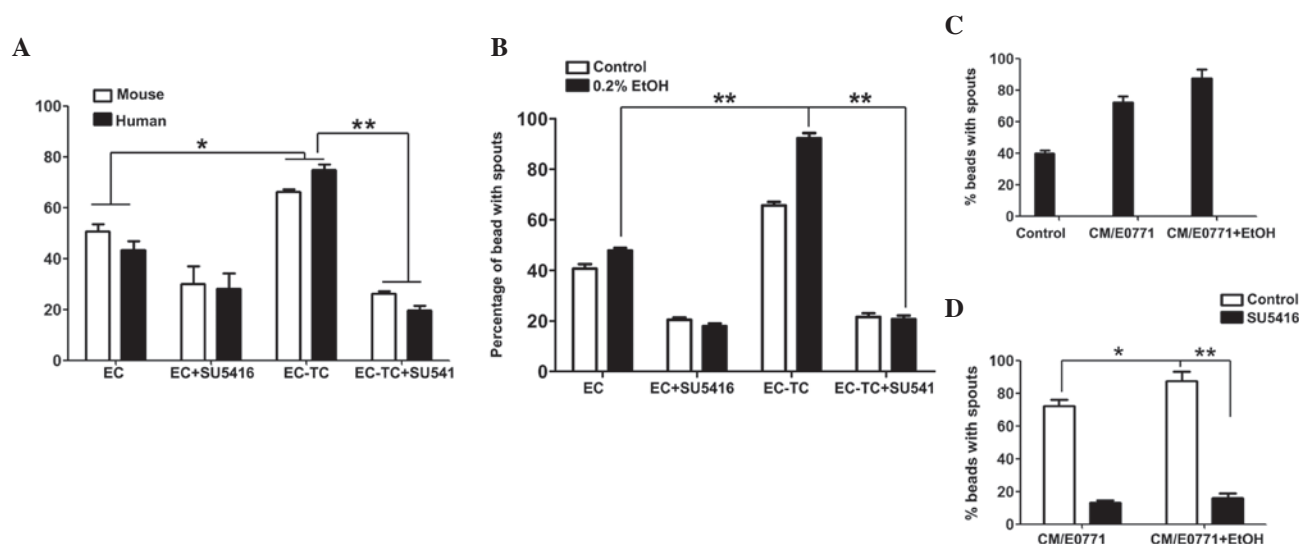 A
Mouse
Human
*
**
100
80
60
40
20
0
EC
EC+SU5416
EC-TC
EC-TC+SU541
B
Control
0.2% EtOH
**
**
Percentage of bead with spouts
100
80
60
40
20
0
EC
EC+SU5416
EC-TC
EC-TC+SU541
C
% beads with spouts
100
80
60
40
20
0
Control
CM/E0771
CM/E0771+EtOH
D
Control
SU5416
*
**
% beads with spouts
100
80
60
40
20
0
CM/E0771
CM/E0771+EtOH